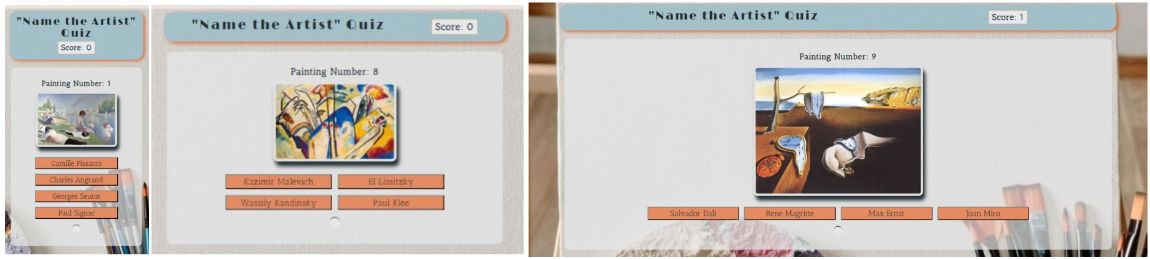 "Name the Artist"
Quiz
Score: 0
Painting Number: 1
Camille Pissarro
Charles Angrand
Georges Seurat
Paul Signac
"Name the Artist" Quiz
Score: 0
Painting Number: 8
Kazimir Malevich
El Lissitzky
Wassily Kandinsky
Paul Klee
"Name the Artist" Quiz
Score: 1
Painting Number: 9
Salvador Dali
Rene Magritte
Max Ernst
Joan Miro